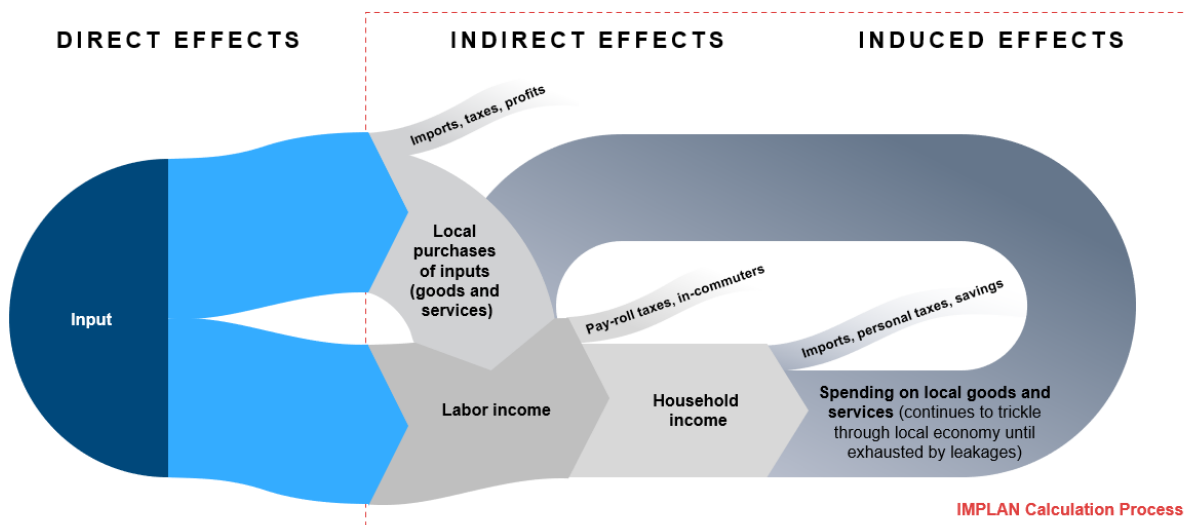 DIRECT EFFECTS
INDIRECT EFFECTS
INDUCED EFFECTS
Imports, taxes, profits
Local
purchases
of inputs
(goods and
services)
Input
Pay-roll taxes, in-commuters
Imports, personal taxes, savings
Labor income
Household
income
Spending on local goods and
services (continues to trickle
through local economy until
exhausted by leakages)
IMPLAN Calculation Process